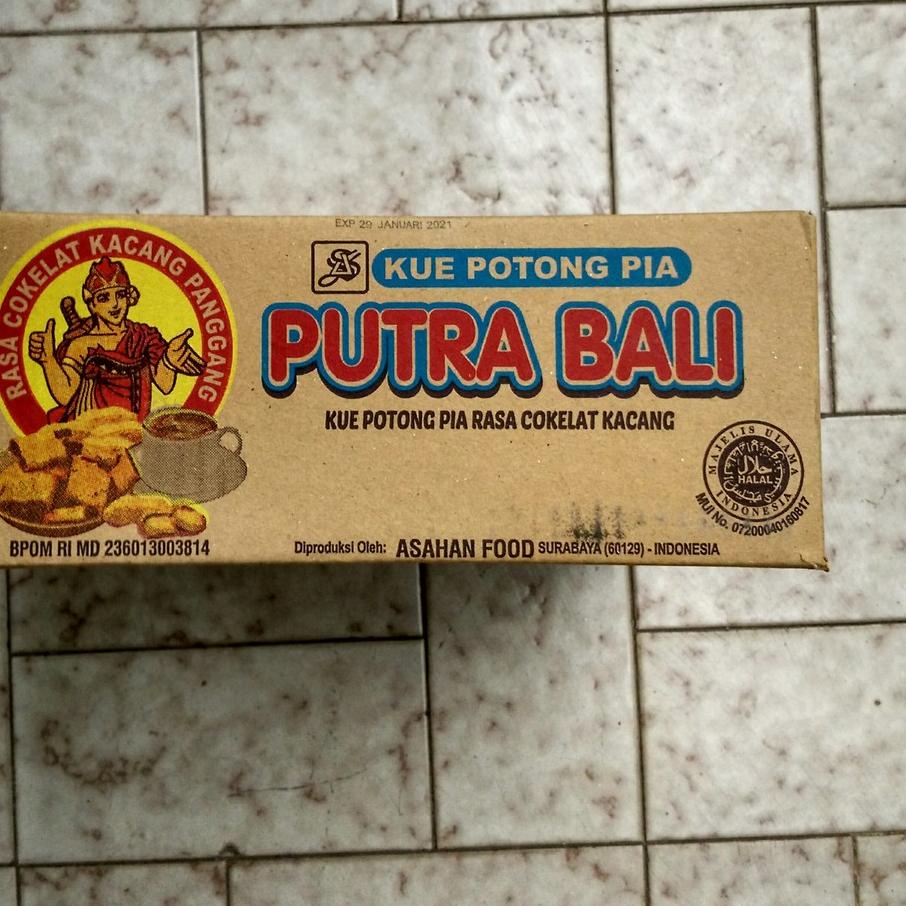 EXP 29 JANUARI 2021
RASA COKELAT KACANG PANGGANG
KUE POTONG PIA
PUTRA BALI
KUE POTONG PIA RASA COKELAT KACANG
MAJELIS ULAMA
حلال
HALAL
INDONESIA
MUI No. 07200040160817
BPOM RI MD 236013003814
Diproduksi Oleh: ASAHAN FOOD SURABAYA (60129) - INDONESIA